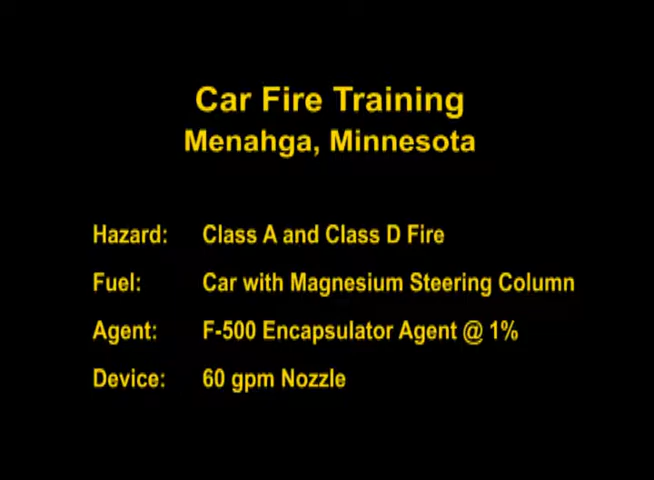 Car Fire Training
Menahga, Minnesota
Hazard: Class A and Class D Fire
Fuel: Car with Magnesium Steering Column
Agent: F-500 Encapsulator Agent @ 1%
Device: 60 gpm Nozzle